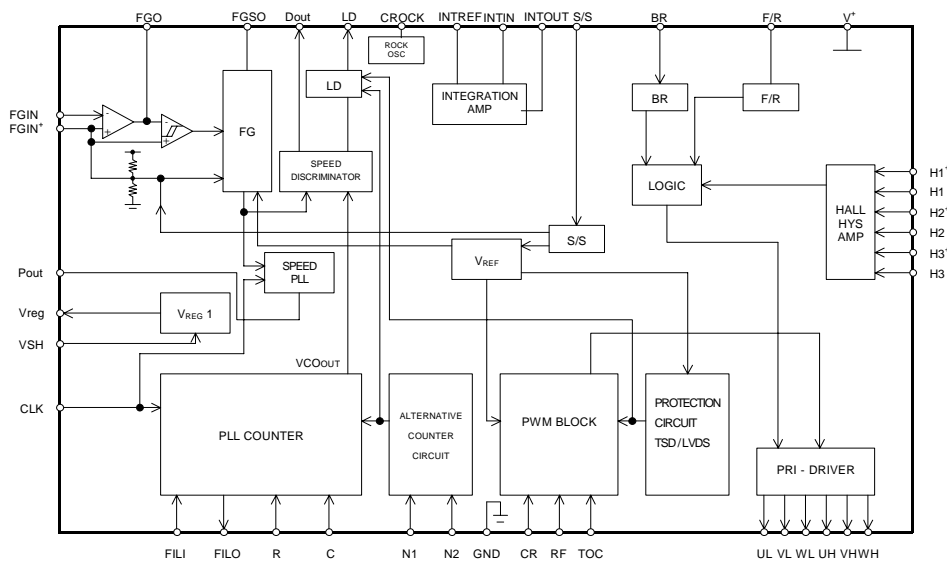 FGO FGSO Dout LD CROCK INTREF INTIN INTOUT S/S BR F/R V⁺
ROCK
OSC
LD
INTEGRATION
AMP
BR
F/R
FGIN⁻
FGIN⁺
- +
- +
FG
SPEED
DISCRIMINATOR
LOGIC
HALL
HYS
AMP
H1⁺
H1⁻
H2⁺
H2⁻
H3⁺
H3⁻
S/S
VREF
SPEED
PLL
Pout
Vreg
VREG 1
VSH
VCOOUT
CLK
PLL COUNTER
ALTERNATIVE
COUNTER
CIRCUIT
PWM BLOCK
PROTECTION
CIRCUIT
TSD/LVDS
PRI - DRIVER
FILI FILO R C N1 N2 GND CR RF TOC UL VL WL UH VH WH